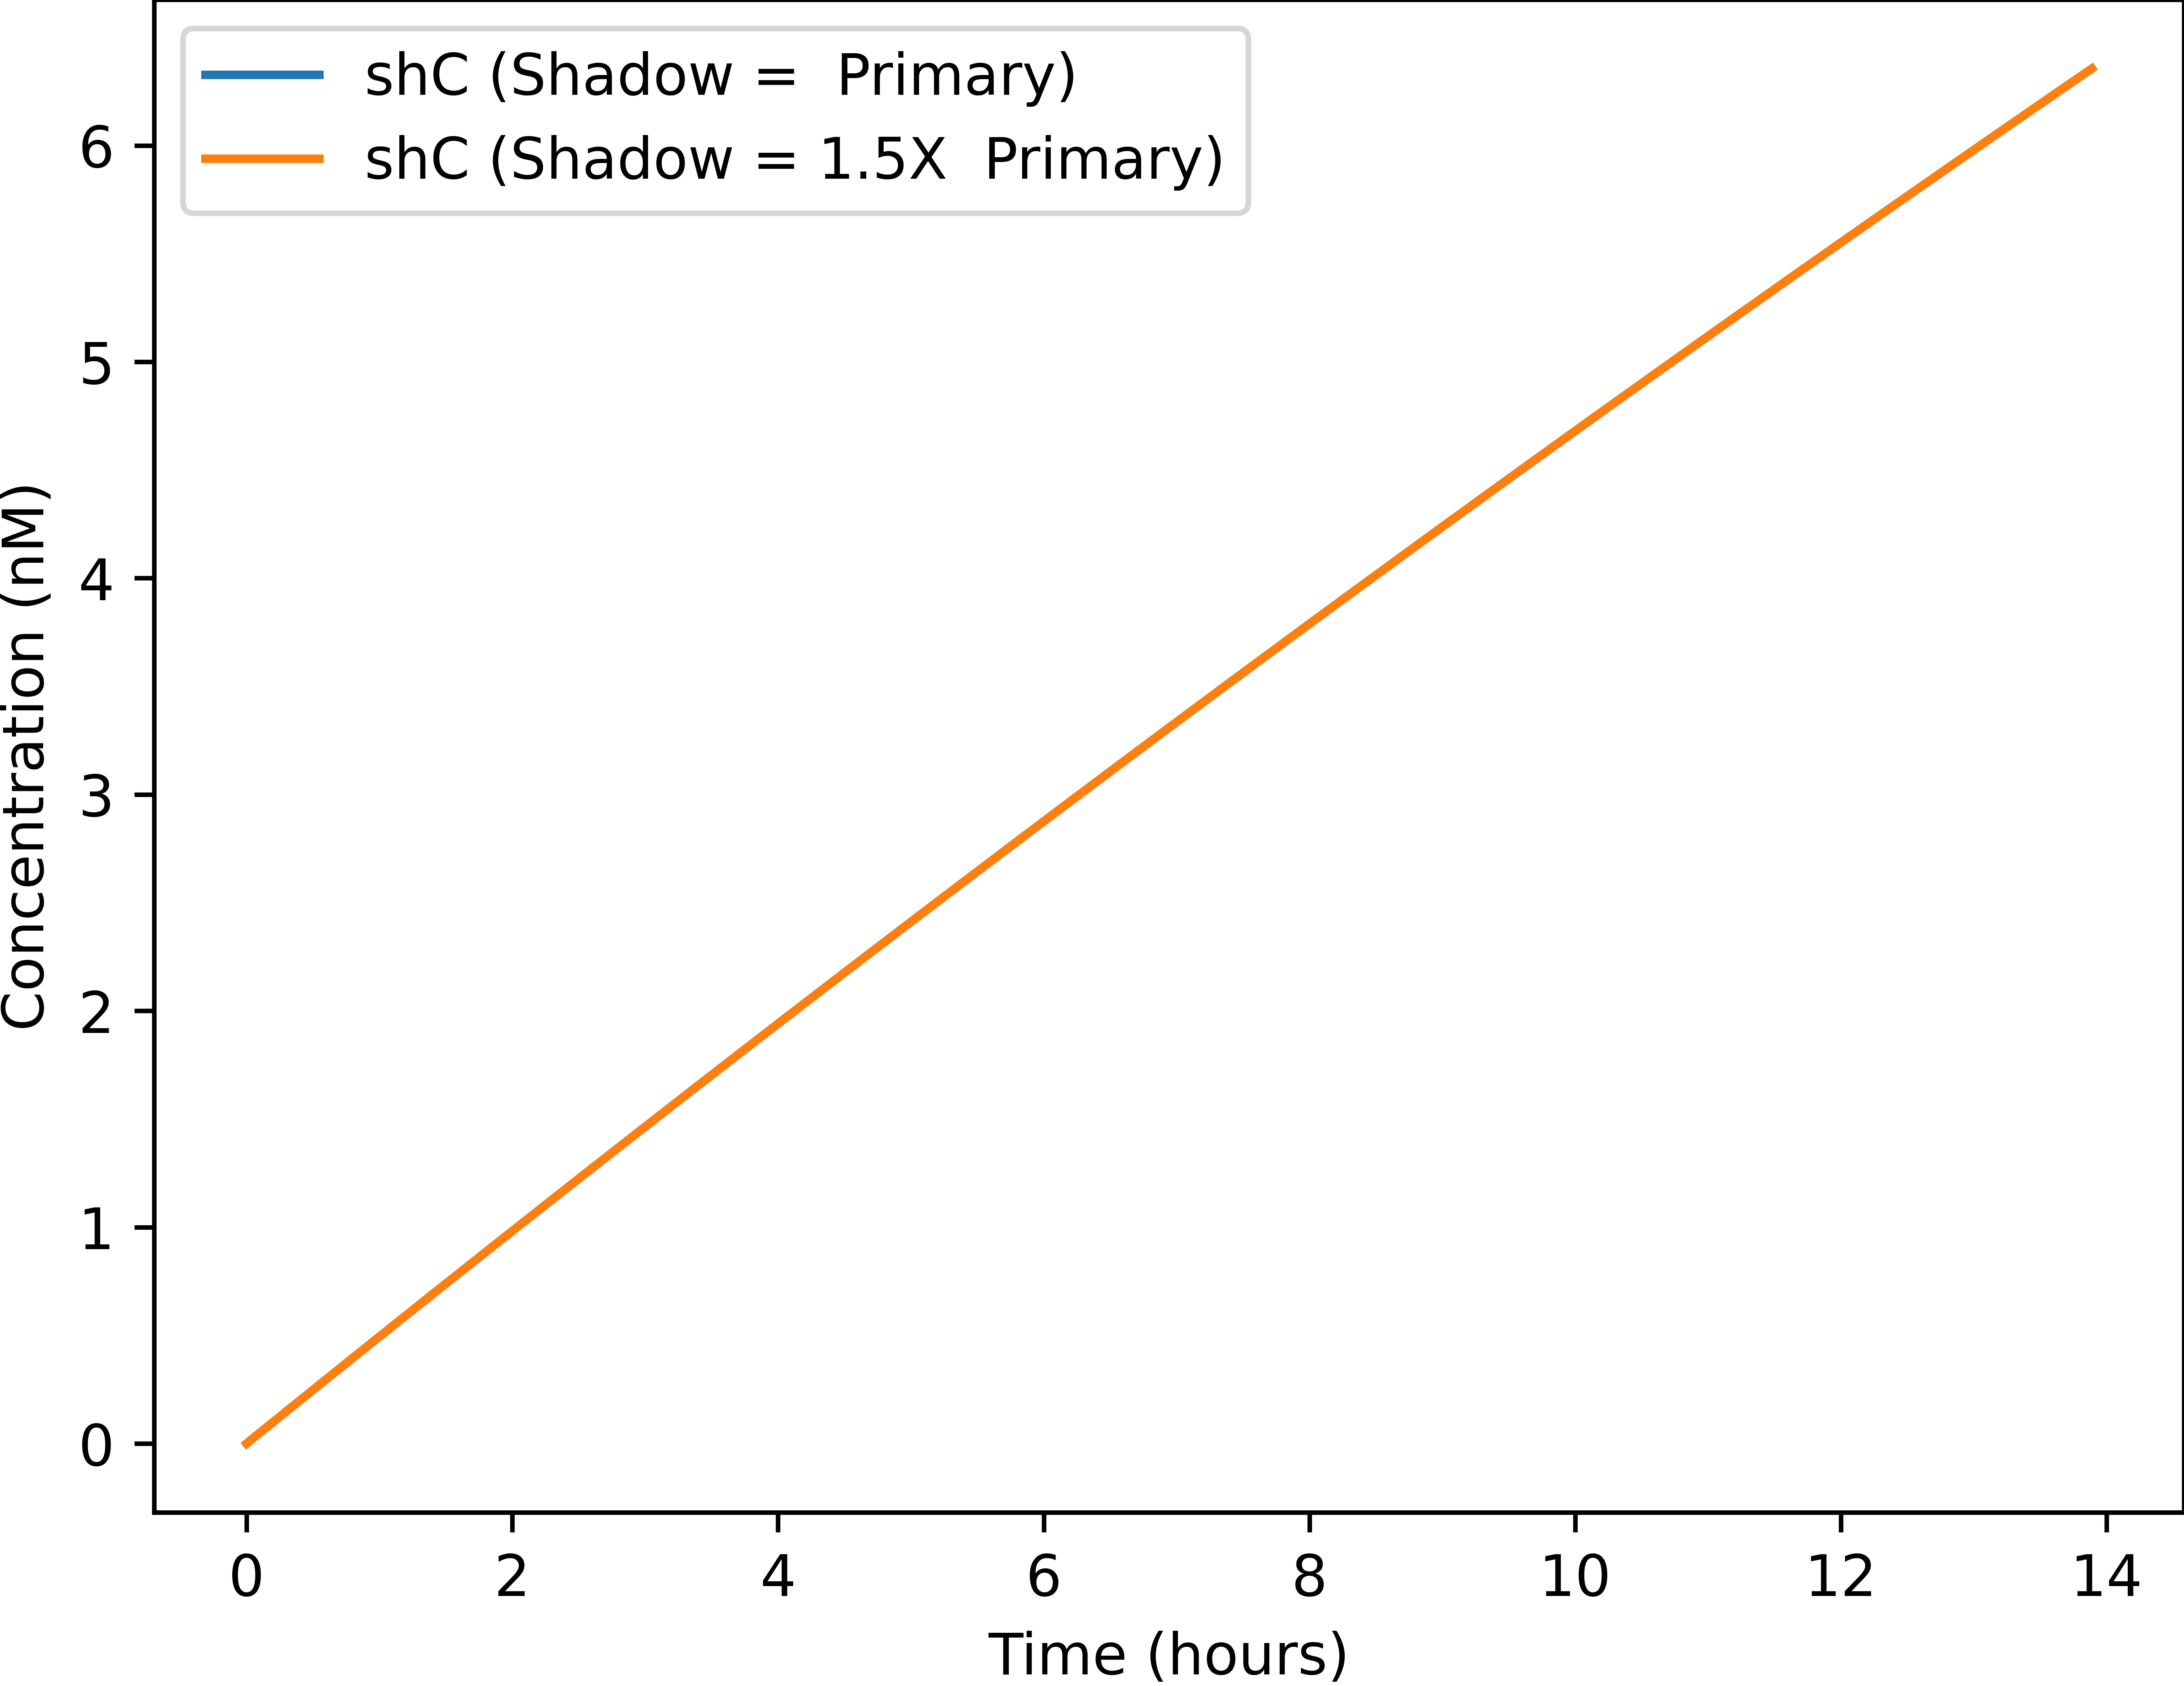 shC (Shadow =  Primary)
shC (Shadow = 1.5X  Primary)
Concentration (nM)
6
5
4
3
2
1
0
0 2 4 6 8 10 12 14
Time (hours)